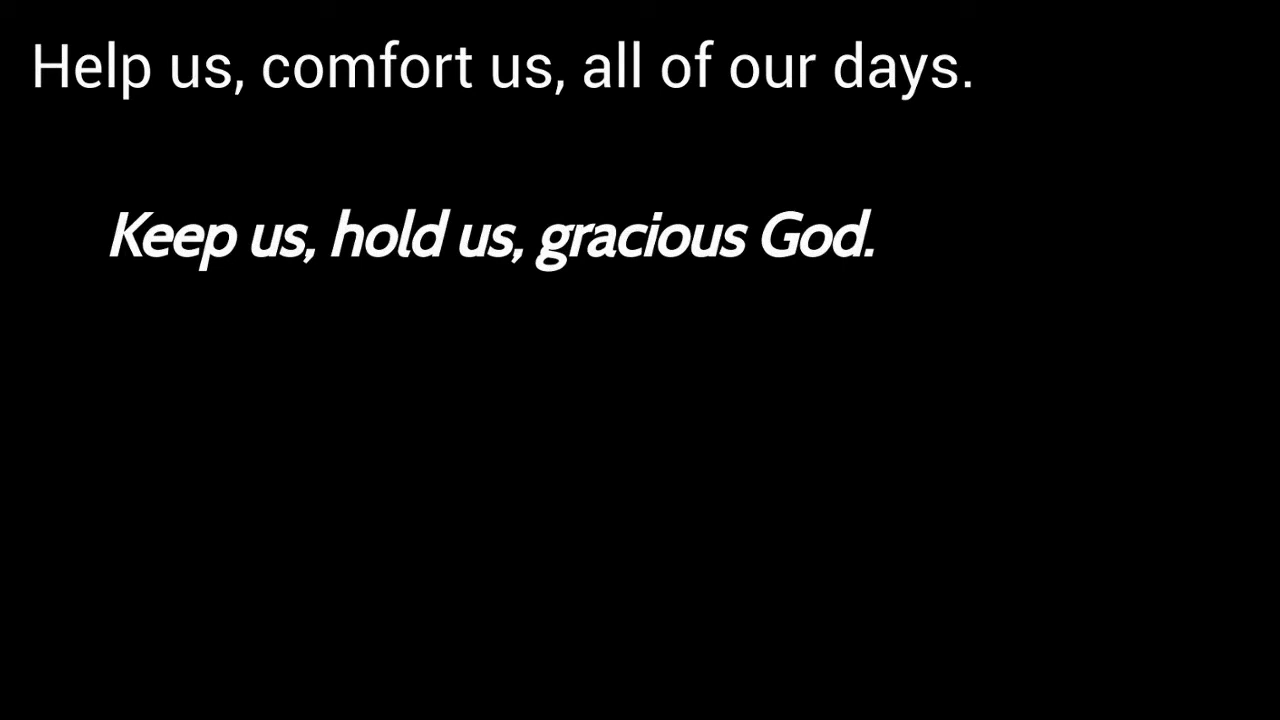 Help us, comfort us, all of our days.
Keep us, hold us, gracious God.